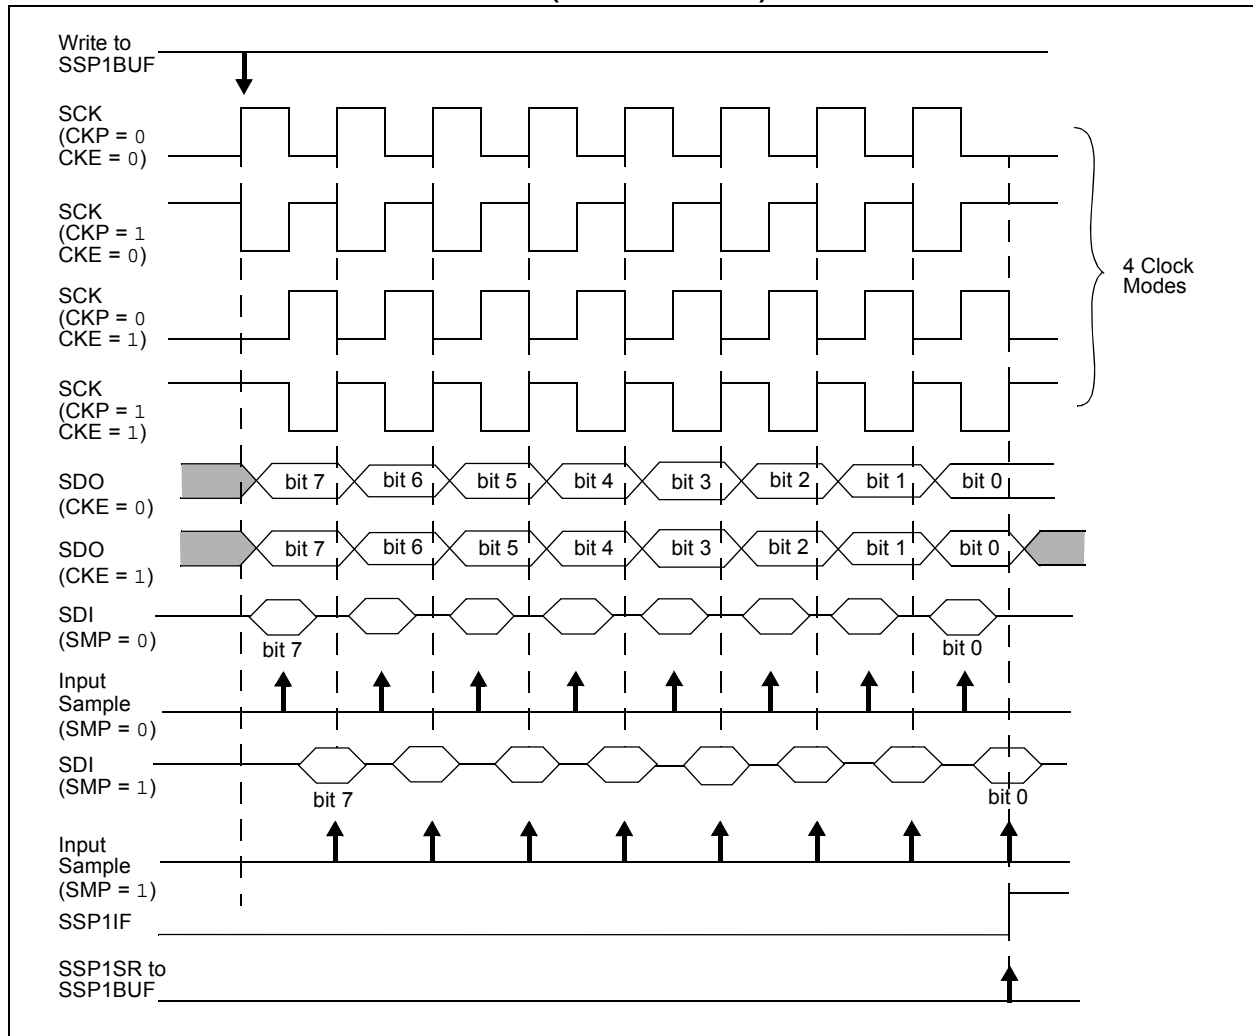 Write to
SSP1BUF
SCK
(CKP = 0
CKE = 0)
SCK
(CKP = 1
CKE = 0)
4 Clock
Modes
SCK
(CKP = 0
CKE = 1)
SCK
(CKP = 1
CKE = 1)
SDO
(CKE = 0)
bit 7 bit 6 bit 5 bit 4 bit 3 bit 2 bit 1 bit 0
SDO
(CKE = 1)
bit 7 bit 6 bit 5 bit 4 bit 3 bit 2 bit 1 bit 0
SDI
(SMP = 0)
bit 7 bit 0
Input
Sample
(SMP = 0)
SDI
(SMP = 1)
bit 7 bit 0
Input
Sample
(SMP = 1)
SSP1IF
SSP1SR to
SSP1BUF